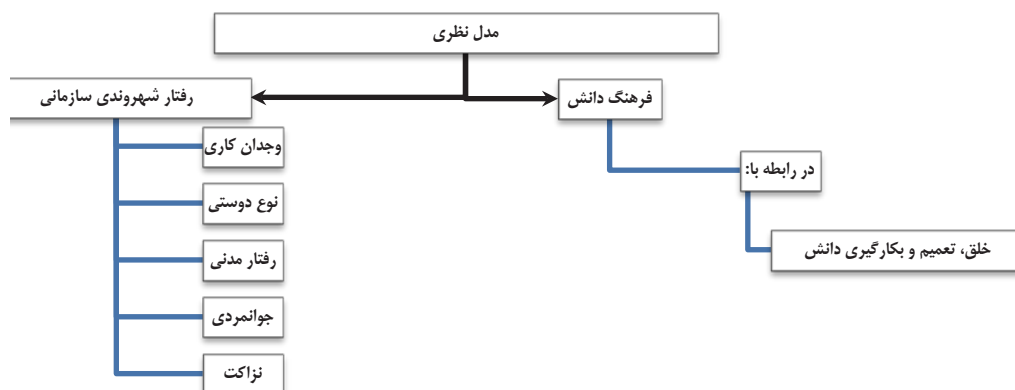 مدل نظری
فرهنگ دانش
رفتار شهروندی سازمانی
در رابطه با:
خلق، تعمیم و بکارگیری دانش
وجدان کاری
نوع دوستی
رفتار مدنی
جوانمردی
نزاکت